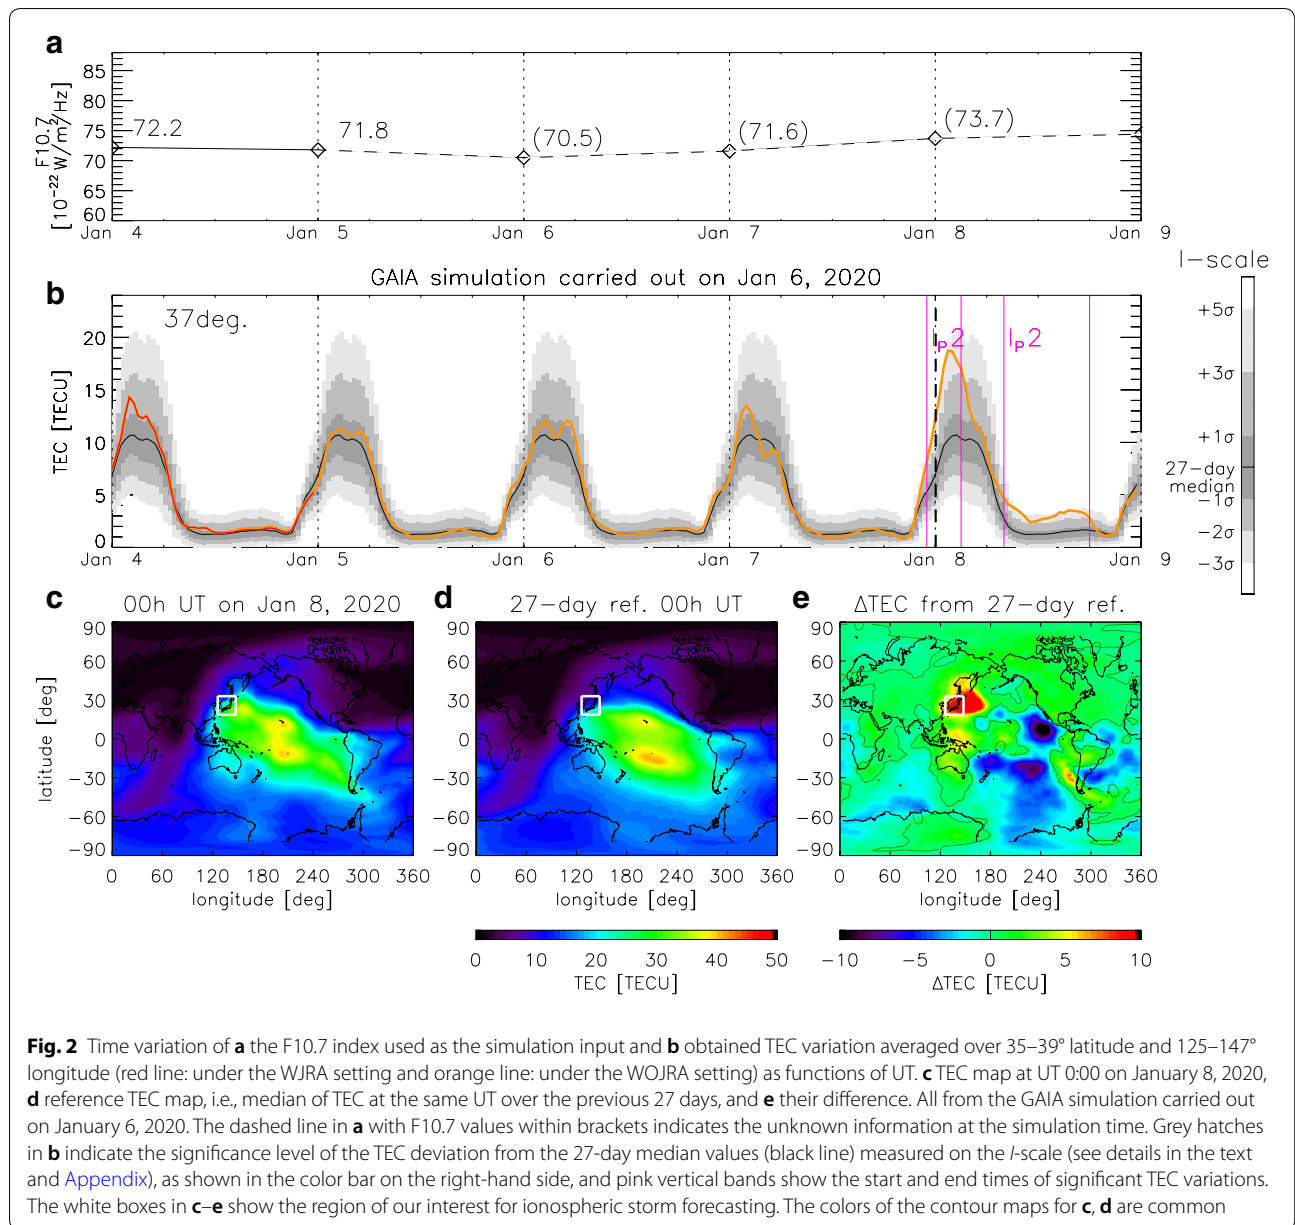 a
85
80
75
70
65
60
F10.7
[10−22 W/m2/Hz]
72.2
71.8
(70.5)
(71.6)
(73.7)
Jan 4
Jan 5
Jan 6
Jan 7
Jan 8
Jan 9
GAIA simulation carried out on Jan 6, 2020
b
37deg.
20
15
10
5
0
TEC [TECU]
IP2
IP2
Jan 4
Jan 5
Jan 6
Jan 7
Jan 8
Jan 9
I−scale
+5σ
+3σ
+1σ
27−day
median
−1σ
−2σ
−3σ
c
00h UT on Jan 8, 2020
90
60
30
0
−30
−60
−90
latitude [deg]
0 60 120 180 240 300 360
longitude [deg]
d
27−day ref. 00h UT
90
60
30
0
−30
−60
−90
0 60 120 180 240 300 360
longitude [deg]
0 10 20 30 40 50
TEC [TECU]
e
ΔTEC from 27−day ref.
90
60
30
0
−30
−60
−90
0 60 120 180 240 300 360
longitude [deg]
−10 −5 0 5 10
ΔTEC [TECU]
Fig. 2 Time variation of a the F10.7 index used as the simulation input and b obtained TEC variation averaged over 35–39° latitude and 125–147°
longitude (red line: under the WJRA setting and orange line: under the WOJRA setting) as functions of UT. c TEC map at UT 0:00 on January 8, 2020,
d reference TEC map, i.e., median of TEC at the same UT over the previous 27 days, and e their difference. All from the GAIA simulation carried out
on January 6, 2020. The dashed line in a with F10.7 values within brackets indicates the unknown information at the simulation time. Grey hatches
in b indicate the significance level of the TEC deviation from the 27-day median values (black line) measured on the I-scale (see details in the text
and Appendix), as shown in the color bar on the right-hand side, and pink vertical bands show the start and end times of significant TEC variations.
The white boxes in c–e show the region of our interest for ionospheric storm forecasting. The colors of the contour maps for c, d are common